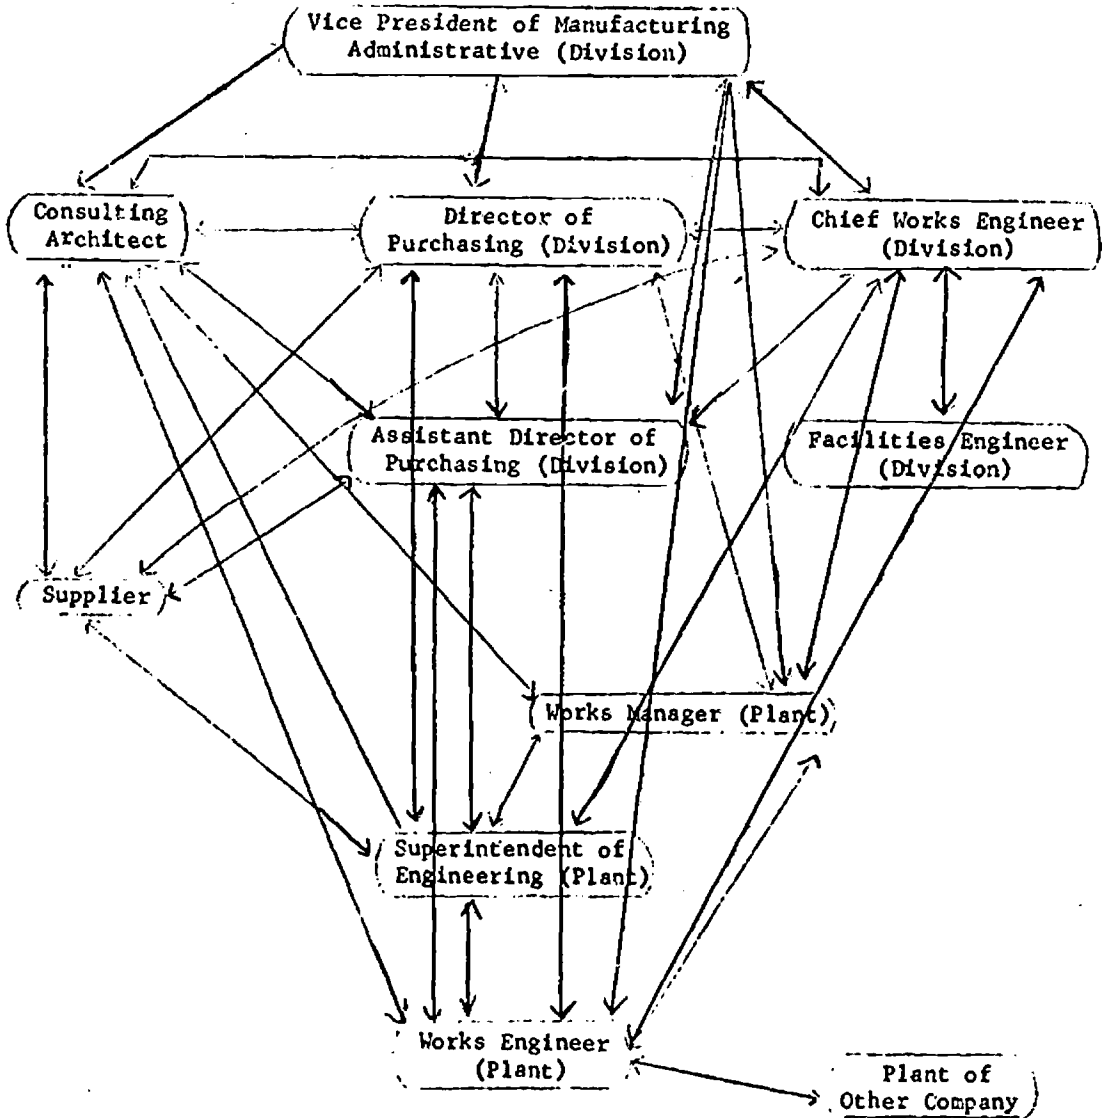 Vice President of Manufacturing
Administrative (Division)
Consulting
Architect
Director of
Purchasing (Division)
Chief Works Engineer
(Division)
Assistant Director of
Purchasing (Division)
Facilities Engineer
(Division)
Supplier
Works Manager (Plant)
Superintendent of
Engineering (Plant)
Works Engineer
(Plant)
Plant of
Other Company